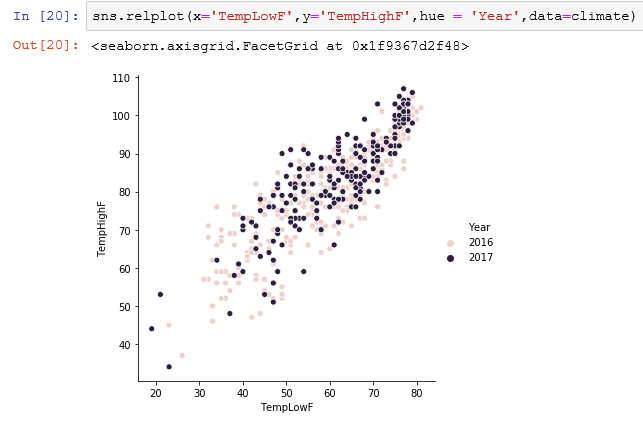 In [20]: sns.relplot(x='TempLowF',y='TempHighF',hue = 'Year',data=climate)
Out[20]: <seaborn.axisgrid.FacetGrid at 0x1f9367d2f48>
110
100
90
80
70
60
50
40
TempHighF
20 30 40 50 60 70 80
TempLowF
Year
2016
2017